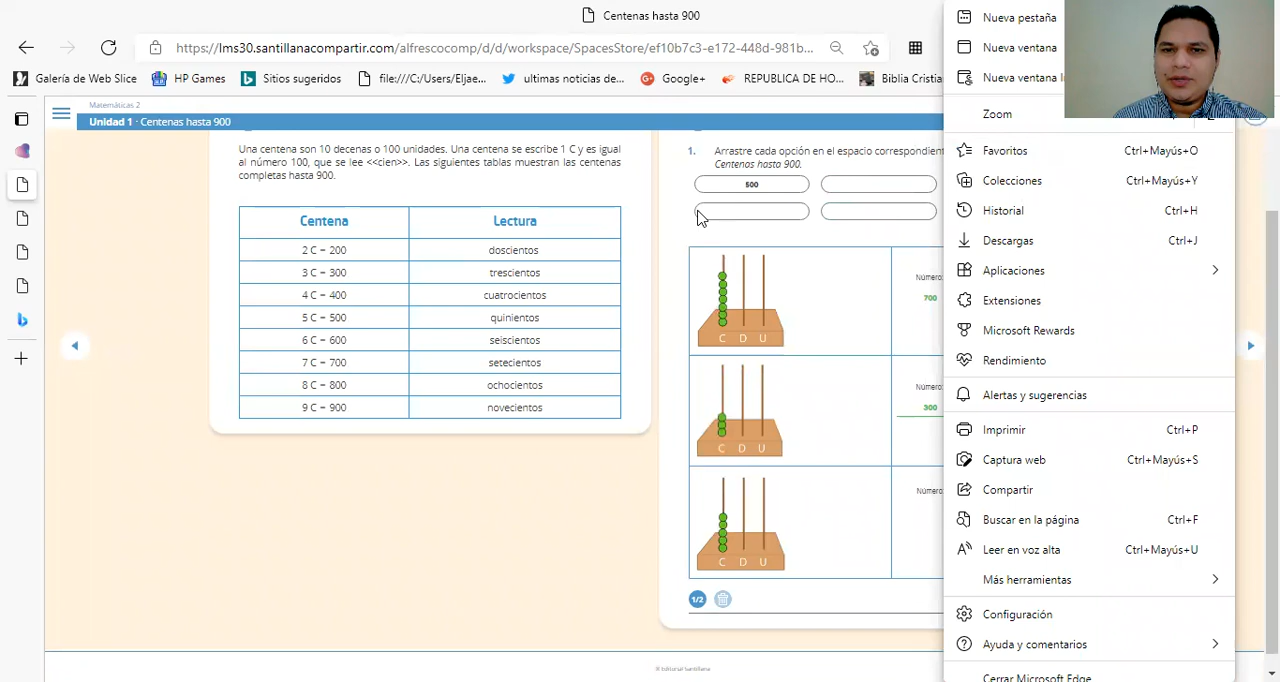 Centenas hasta 900
https://lms30.santillanacompartir.com/alfrescocomp/d/d/workspace/SpacesStore/ef10b7c3-e172-448d-981b...
Galería de Web Slice
HP Games
Sitios sugeridos
file:///C:/Users/Eljse...
ultimas noticias de...
Google+
REPUBLICA DE HO...
Biblia Cristia
Matemáticas 2
Unidad 1 · Centenas hasta 900
Una centena son 10 decenas o 100 unidades. Una centena se escribe 1 C y es igual
al número 100, que se lee <<cien>>. Las siguientes tablas muestran las centenas
completas hasta 900.
Centena Lectura
2 C = 200 doscientos
3 C = 300 trescientos
4 C = 400 cuatrocientos
5 C = 500 quinientos
6 C = 600 seiscientos
7 C = 700 setecientos
8 C = 800 ochocientos
9 C = 900 novecientos
1. Arrastre cada opción en el espacio correspondien
Centenas hasta 900.
500
Número:
700
C D U
Número:
300
C D U
Número:
C D U
1/2
© Editorial Santillana
Nueva pestaña
Nueva ventana
Nueva ventana
Zoom
Favoritos Ctrl+Mayús+O
Colecciones Ctrl+Mayús+Y
Historial Ctrl+H
Descargas Ctrl+J
Aplicaciones
Extensiones
Microsoft Rewards
Rendimiento
Alertas y sugerencias
Imprimir Ctrl+P
Captura web Ctrl+Mayús+S
Compartir
Buscar en la página Ctrl+F
Leer en voz alta Ctrl+Mayús+U
Más herramientas
Configuración
Ayuda y comentarios
Cerrar Microsoft Edge